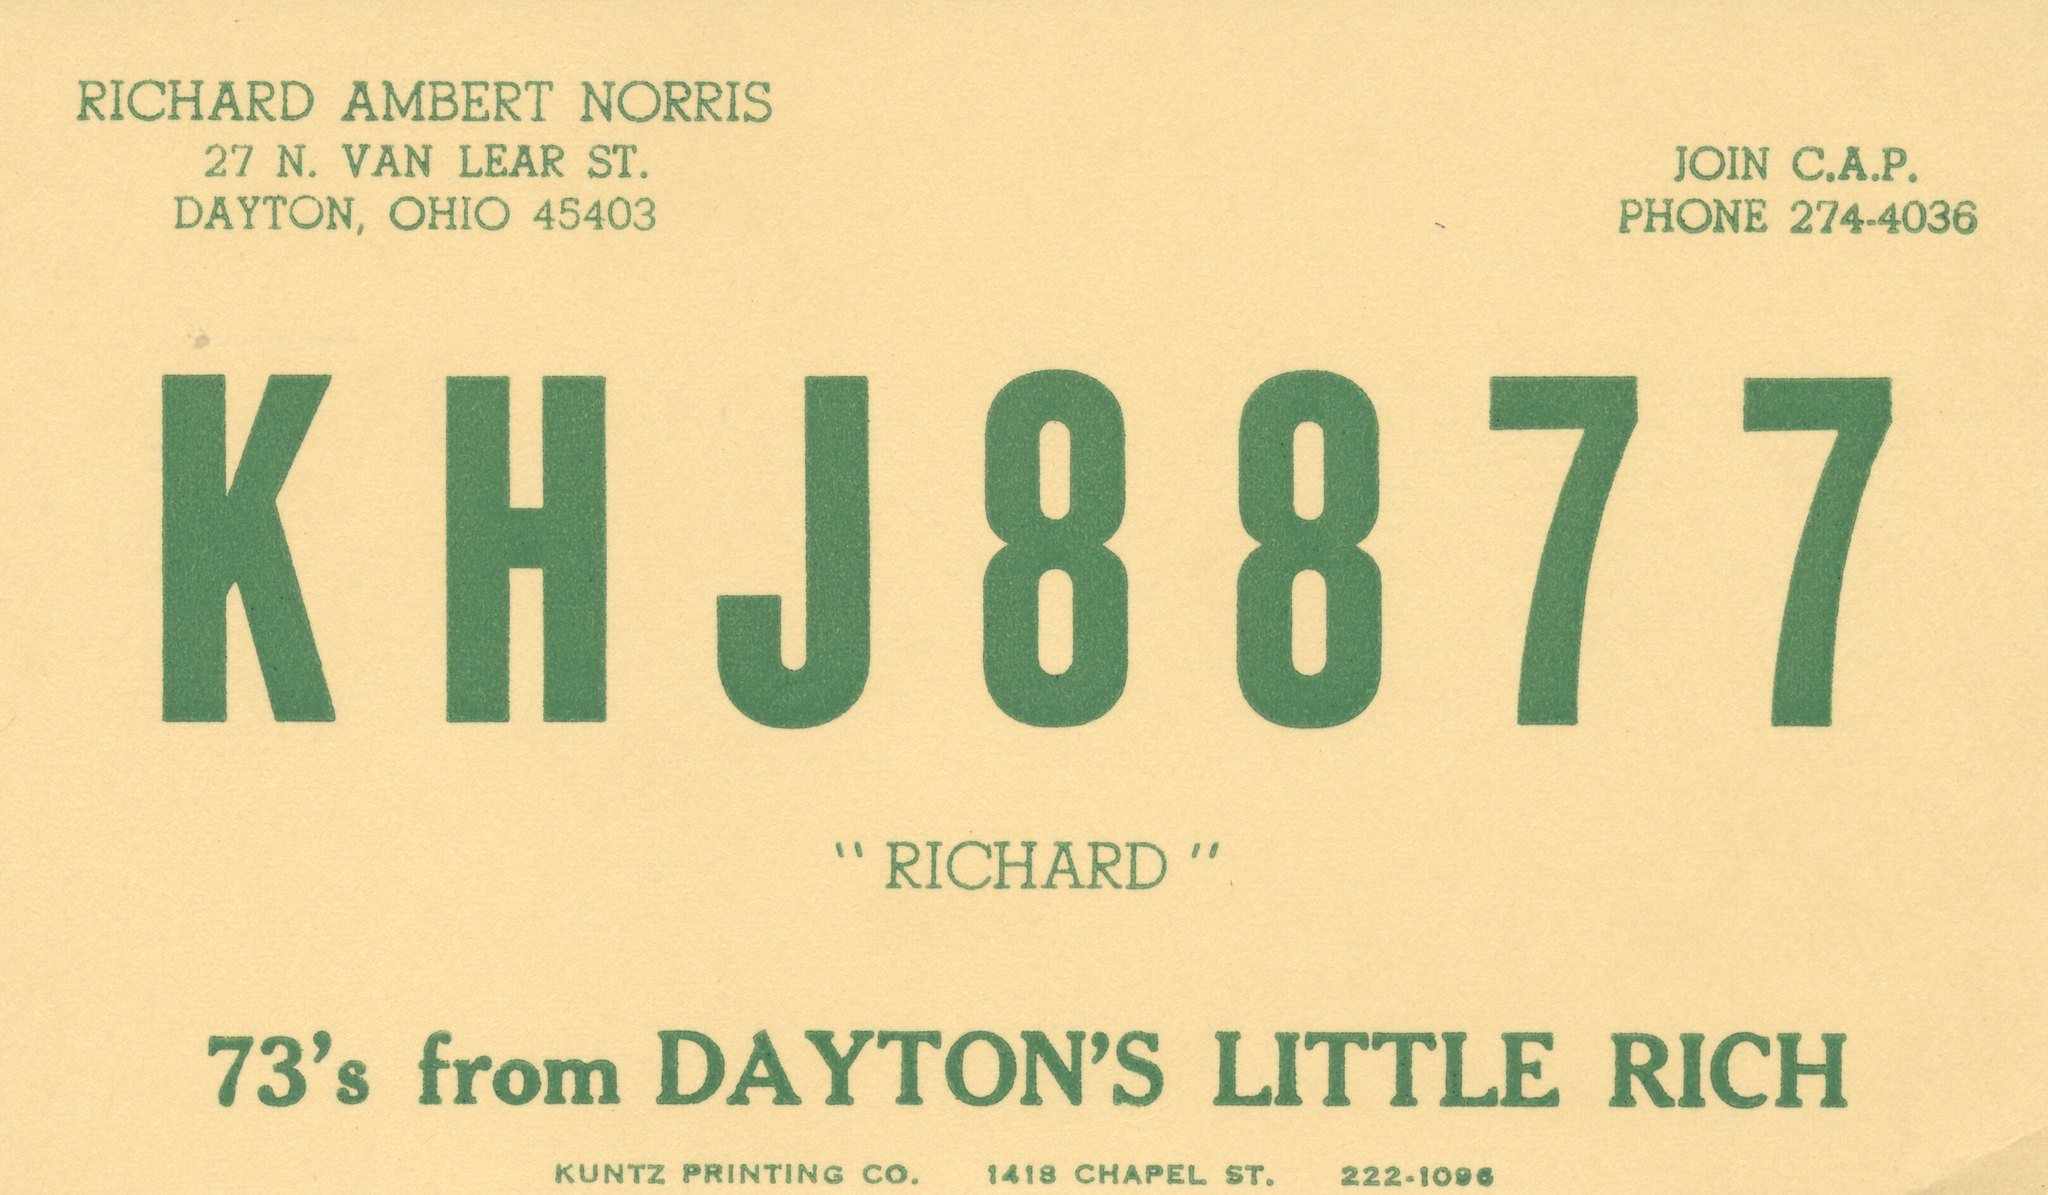 RICHARD AMBERT NORRIS
27 N. VAN LEAR ST.
DAYTON, OHIO 45403
JOIN C.A.P.
PHONE 274-4036
KHJ8877
"RICHARD"
73's from DAYTON'S LITTLE RICH
KUNTZ PRINTING CO. 1418 CHAPEL ST. 222-1096